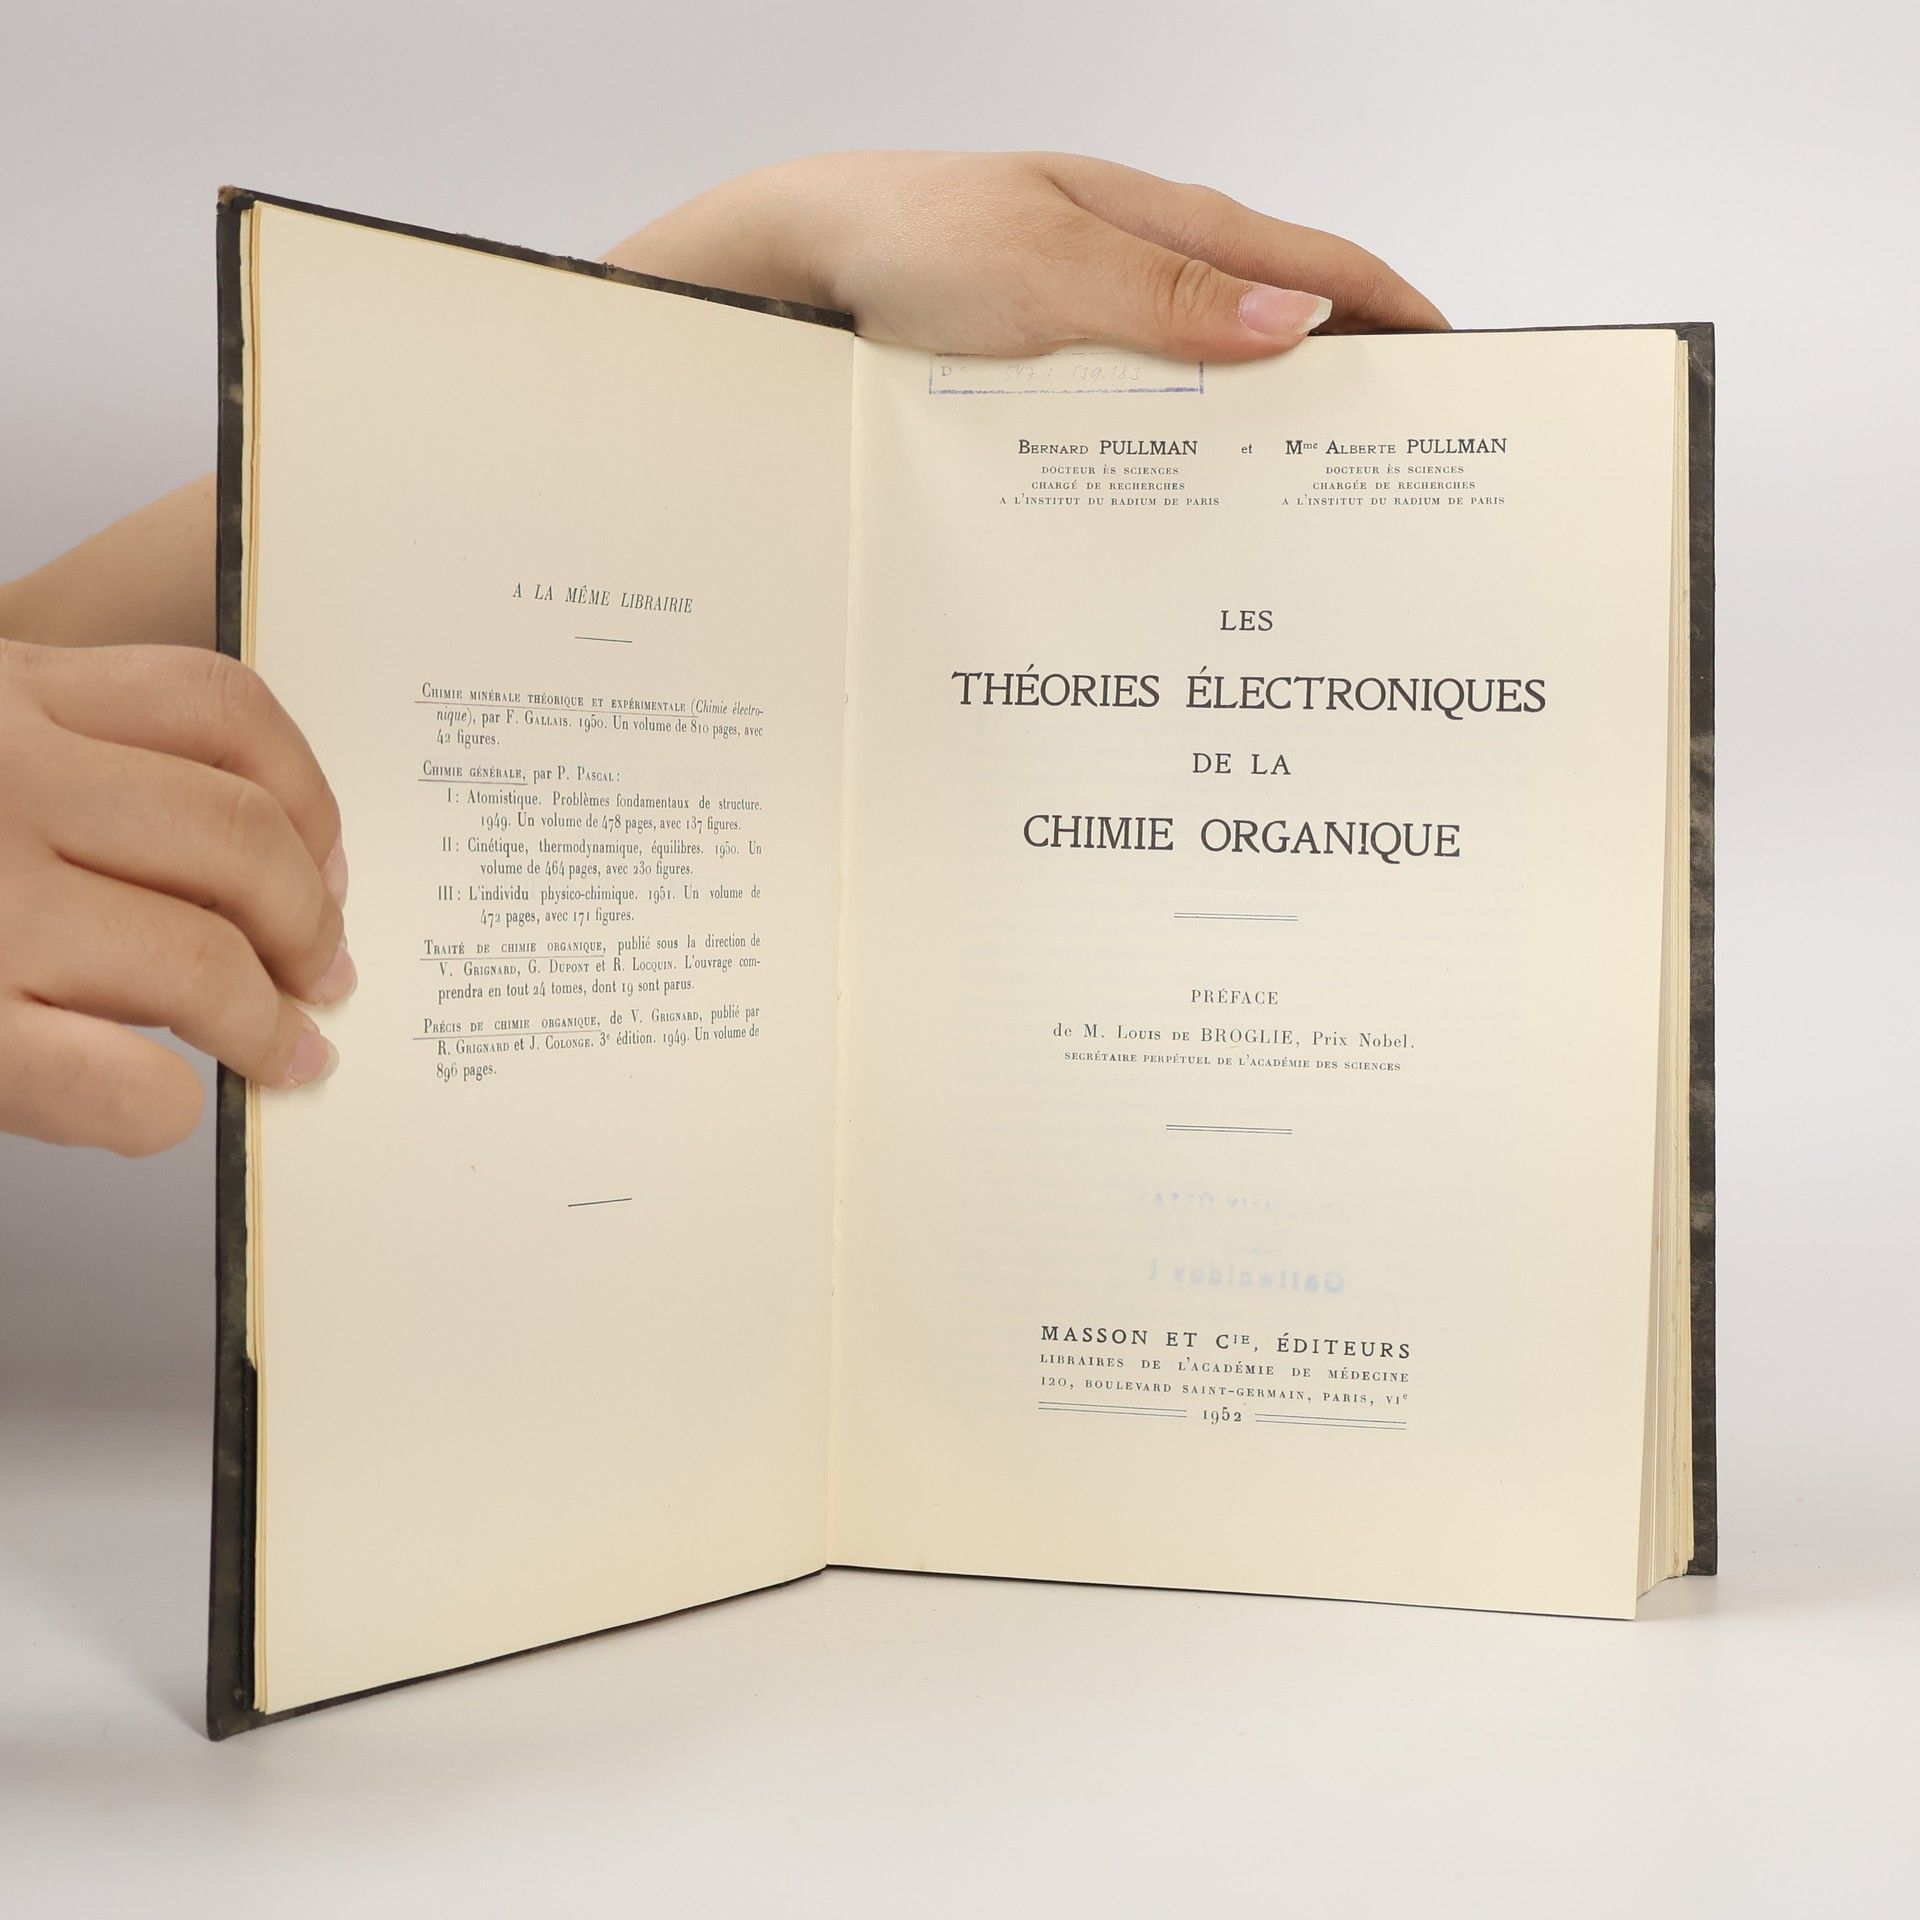 A LA MÊME LIBRAIRIE
CHIMIE MINÉRALE THÉORIQUE ET EXPÉRIMENTALE (Chimie électro-
nique), par F. GALLAIS. 1950. Un volume de 810 pages, avec
42 figures.
CHIMIE GÉNÉRALE, par P. PASCAL :
I : Atomistique. Problèmes fondamentaux de structure.
1949. Un volume de 478 pages, avec 137 figures.
II : Cinétique, thermodynamique, équilibres. 1950. Un
volume de 464 pages, avec 230 figures.
III : L'individu physico-chimique. 1951. Un volume de
472 pages, avec 171 figures.
TRAITÉ DE CHIMIE ORGANIQUE, publié sous la direction de
V. GRIGNARD, G. DUPONT et R. LOCQUIN. L'ouvrage com-
prendra en tout 24 tomes, dont 19 sont parus.
PRÉCIS DE CHIMIE ORGANIQUE, de V. GRIGNARD, publié par
R. GRIGNARD et J. COLONGE. 3e édition. 1949. Un volume de
896 pages.
D 547 : 539.183
BERNARD PULLMAN et Mme ALBERTE PULLMAN
DOCTEUR ÈS SCIENCES DOCTEUR ÈS SCIENCES
CHARGÉ DE RECHERCHES CHARGÉE DE RECHERCHES
A L'INSTITUT DU RADIUM DE PARIS A L'INSTITUT DU RADIUM DE PARIS
LES
THÉORIES ÉLECTRONIQUES
DE LA
CHIMIE ORGANIQUE
PRÉFACE
de M. LOUIS DE BROGLIE, Prix Nobel.
SECRÉTAIRE PERPÉTUEL DE L'ACADÉMIE DES SCIENCES
MASSON ET CIE, ÉDITEURS
LIBRAIRES DE L'ACADÉMIE DE MÉDECINE
120, BOULEVARD SAINT-GERMAIN, PARIS, VIe
1952